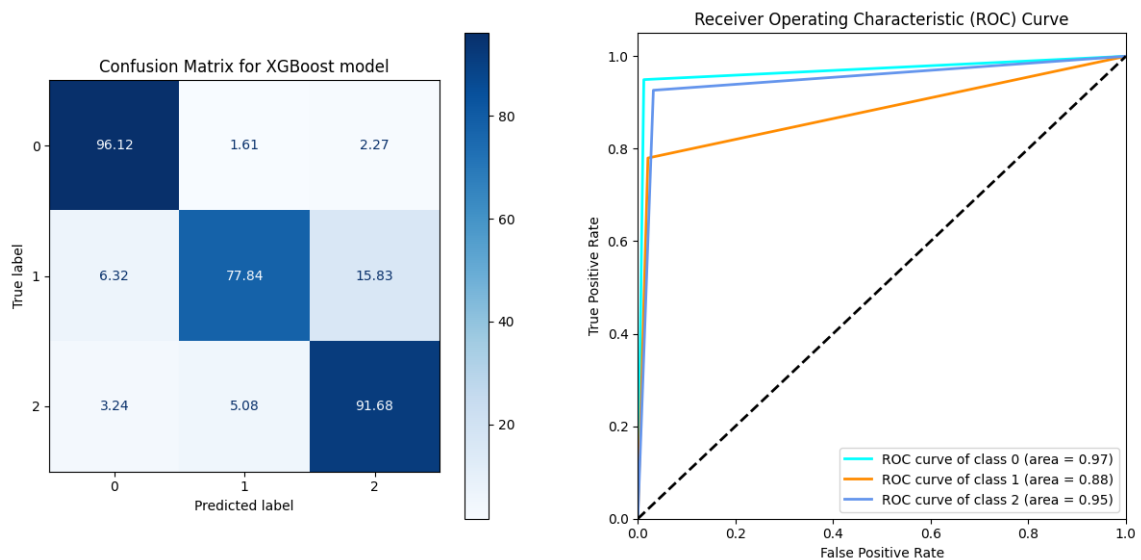 Confusion Matrix for XGBoost model
True label
0
1
2
96.12 1.61 2.27
6.32 77.84 15.83
3.24 5.08 91.68
0 1 2
Predicted label
80
60
40
20
Receiver Operating Characteristic (ROC) Curve
True Positive Rate
1.0
0.8
0.6
0.4
0.2
0.0
ROC curve of class 0 (area = 0.97)
ROC curve of class 1 (area = 0.88)
ROC curve of class 2 (area = 0.95)
0.0 0.2 0.4 0.6 0.8 1.0
False Positive Rate